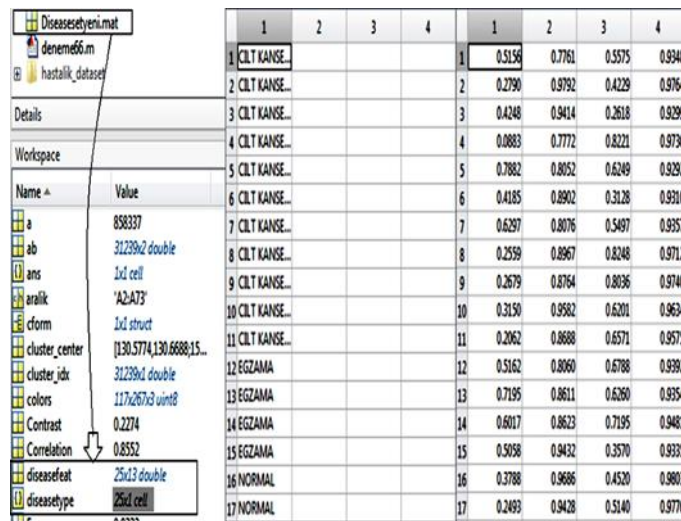 Diseasesetyeni.mat
deneme66.m
hastalik_dataset
Details
Workspace
Name Value
a 858337
ab 31239x2 double
ans 1x1 cell
aralik 'A2:A73'
cform 1x1 struct
cluster_center [130.5774,130.6688;15...
cluster_idx 31239x1 double
colors 117x267x3 uint8
Contrast 0.2274
Correlation 0.8552
diseasefeat 25x13 double
diseasetype 25x1 cell
1 2 3 4
1 CILT KANSE...
2 CILT KANSE...
3 CILT KANSE...
4 CILT KANSE...
5 CILT KANSE...
6 CILT KANSE...
7 CILT KANSE...
8 CILT KANSE...
9 CILT KANSE...
10 CILT KANSE...
11 CILT KANSE...
12 EGZAMA
13 EGZAMA
14 EGZAMA
15 EGZAMA
16 NORMAL
17 NORMAL
1 2 3 4
1 0.5156 0.7761 0.5575
2 0.2790 0.9792 0.4229
3 0.4248 0.9414 0.2618
4 0.0883 0.7772 0.8221
5 0.7882 0.8052 0.6249
6 0.4185 0.8902 0.3128
7 0.6297 0.8076 0.5497
8 0.2559 0.8967 0.8248
9 0.2679 0.8764 0.8036
10 0.3150 0.9582 0.6201
11 0.2062 0.8688 0.6571
12 0.5162 0.8060 0.6788
13 0.7195 0.8611 0.6260
14 0.6017 0.8623 0.7195
15 0.5058 0.9432 0.3570
16 0.3788 0.9686 0.4520
17 0.2493 0.9428 0.5140